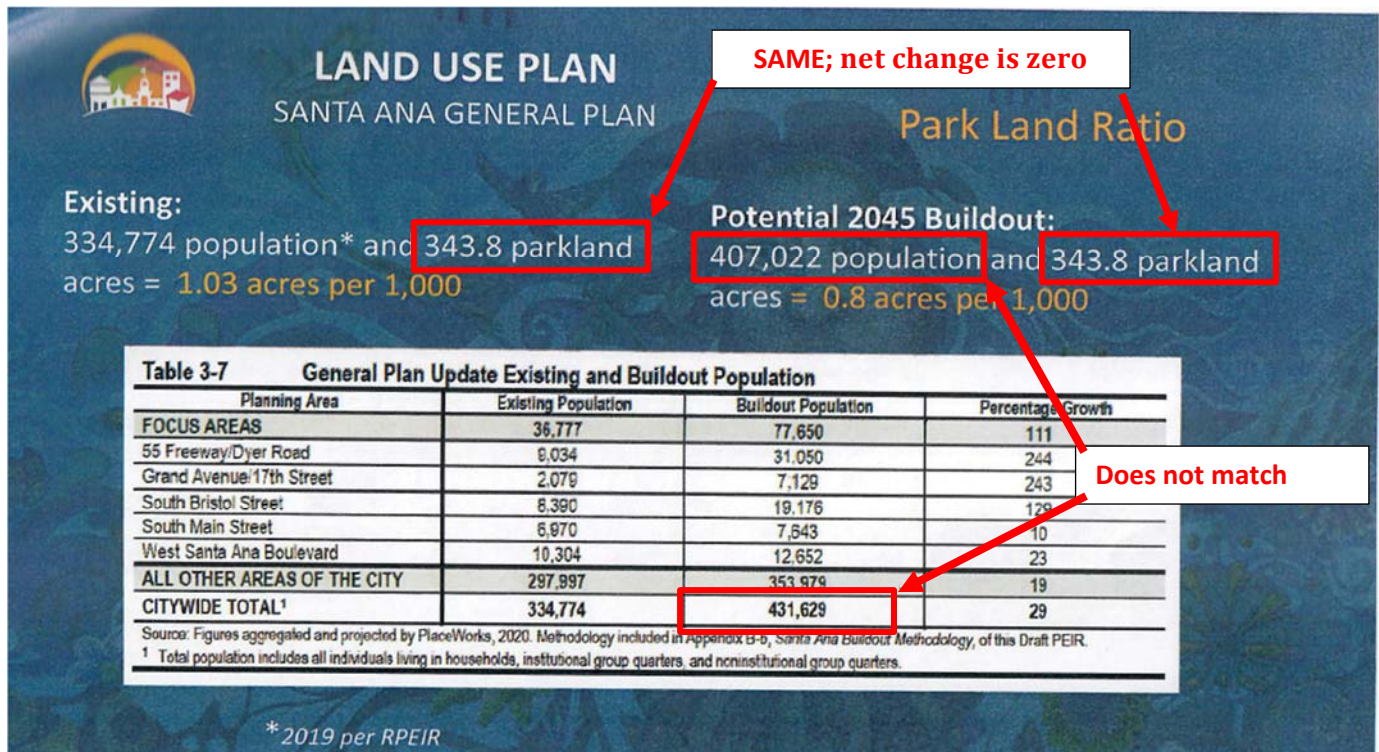 LAND USE PLAN
SANTA ANA GENERAL PLAN
SAME; net change is zero
Park Land Ratio
Existing:
334,774 population* and 343.8 parkland
acres = 1.03 acres per 1,000
Potential 2045 Buildout:
407,022 population and 343.8 parkland
acres = 0.8 acres per 1,000
Table 3-7 General Plan Update Existing and Buildout Population
Planning Area Existing Population Buildout Population Percentage Growth
FOCUS AREAS 36,777 77,650 111
55 Freeway/Dyer Road 9,034 31,050 244
Grand Avenue/17th Street 2,079 7,129 243
South Bristol Street 8,390 19,176 129
South Main Street 6,970 7,643 10
West Santa Ana Boulevard 10,304 12,652 23
ALL OTHER AREAS OF THE CITY 297,997 353,979 19
CITYWIDE TOTAL¹ 334,774 431,629 29
Does not match
Source: Figures aggregated and projected by PlaceWorks, 2020. Methodology included in Appendix B-b, Santa Ana Buildout Methodology, of this Draft PEIR.
¹ Total population includes all individuals living in households, institutional group quarters, and noninstitutional group quarters.
*2019 per RPEIR